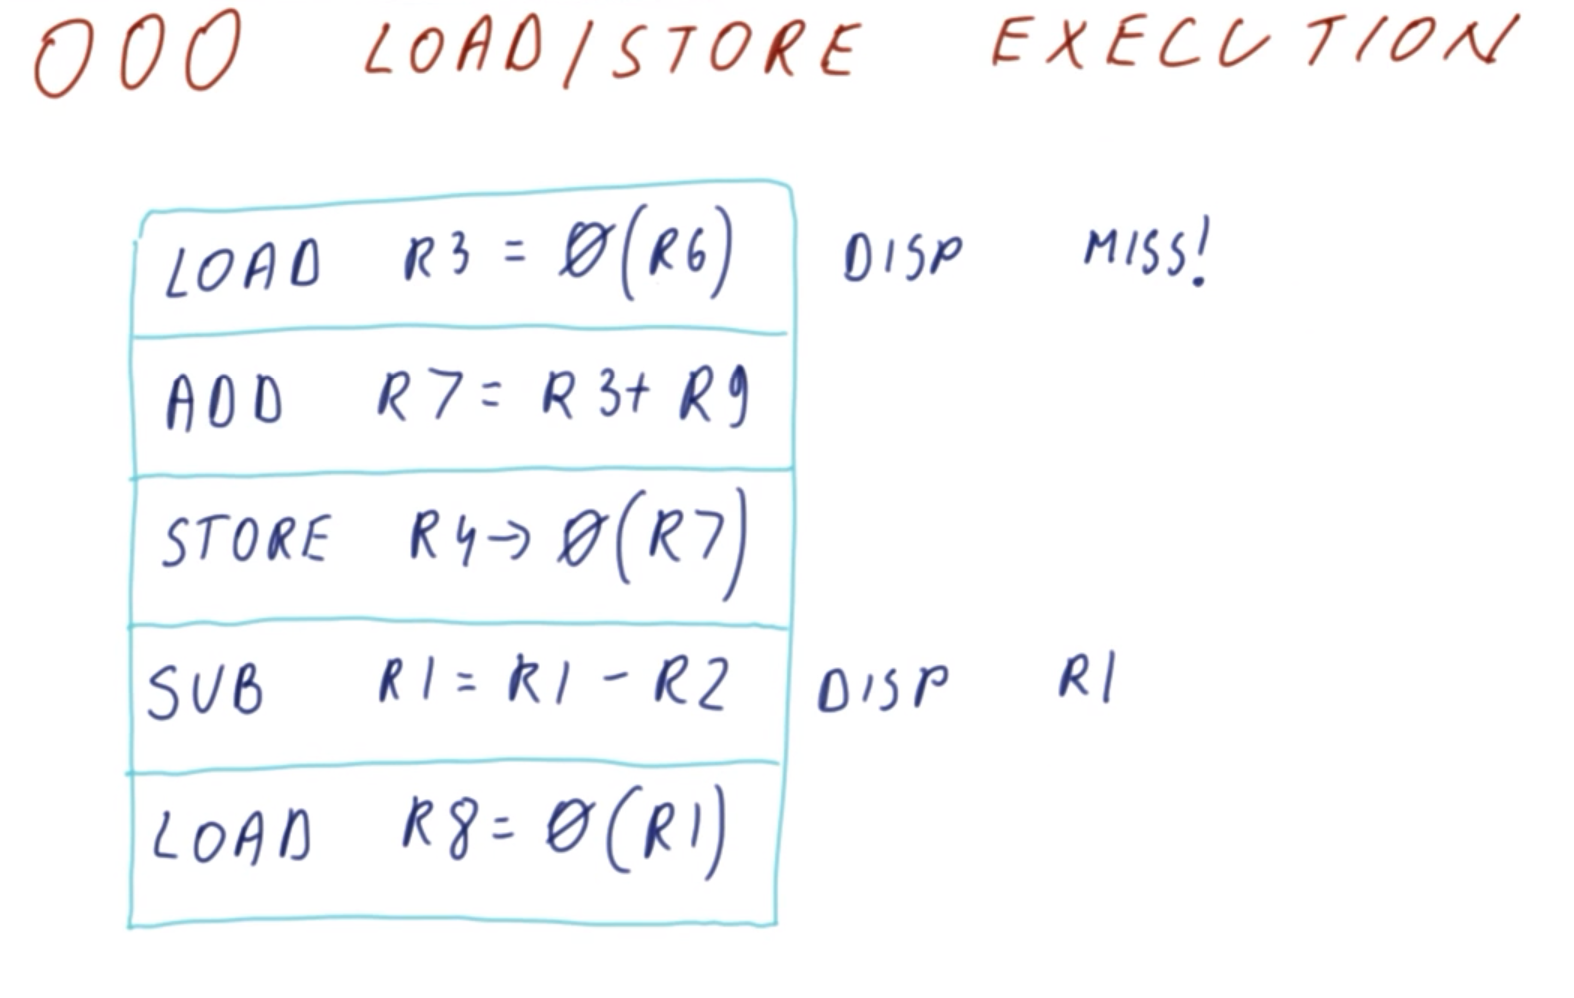 OOO LOAD/STORE EXECUTION
LOAD R3 = Ø(R6) DISP MISS!
ADD R7 = R3+ R9
STORE R4→Ø(R7)
SUB R1 = R1 - R2 DISP R1
LOAD R8 = Ø(R1)